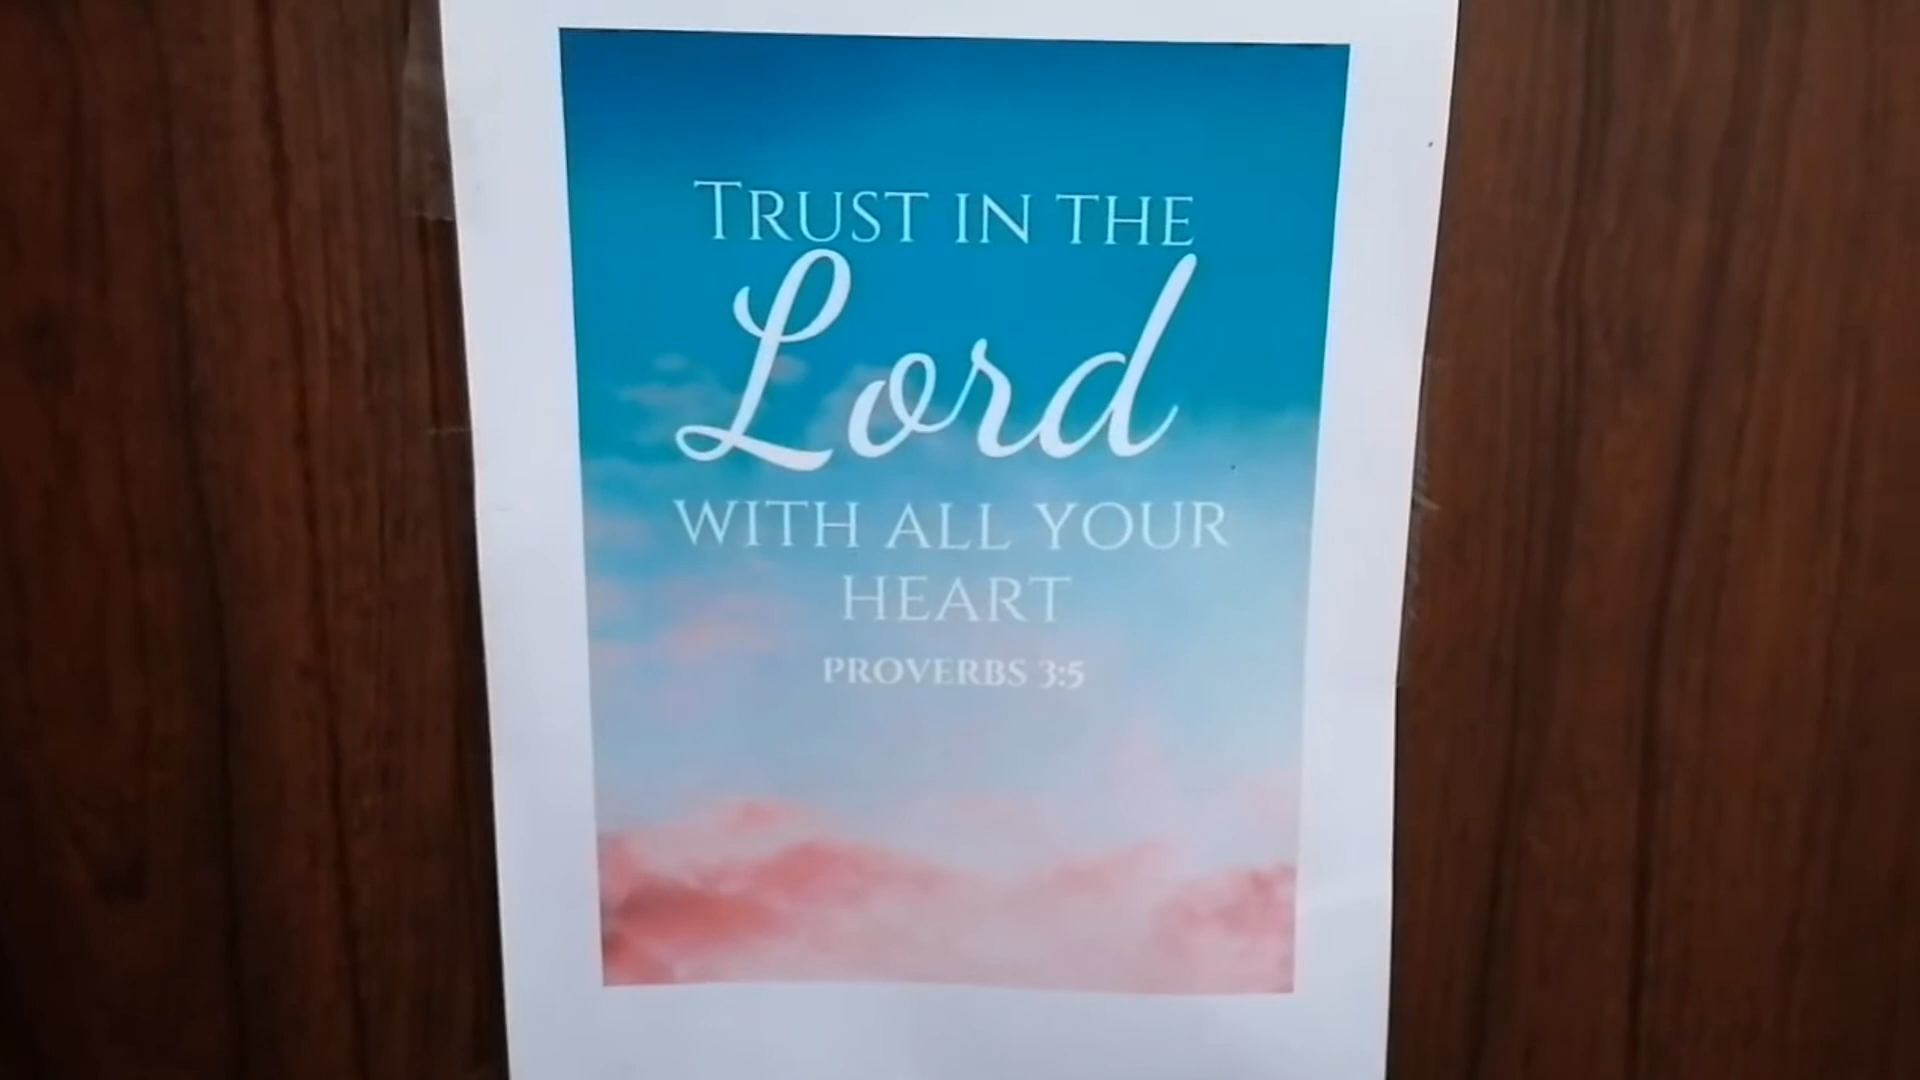 TRUST IN THE
Lord
WITH ALL YOUR
HEART
PROVERBS 3:5